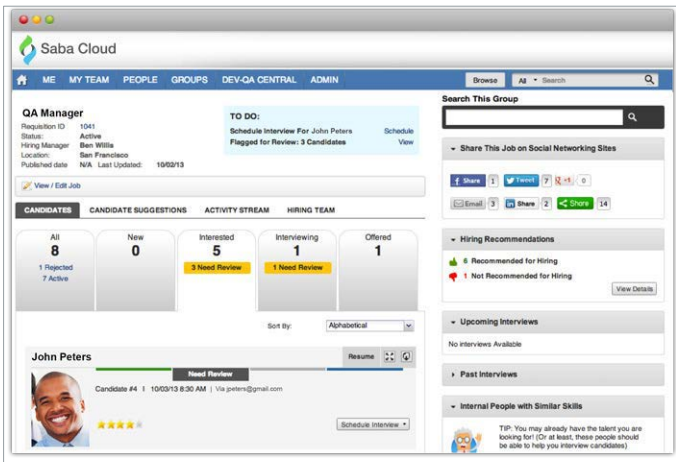 Saba Cloud
ME MY TEAM PEOPLE GROUPS DEV-QA CENTRAL ADMIN Browse All Search
QA Manager
Requisition ID 1041
Status: Active
Hiring Manager Ben Willis
Location: San Francisco
Published date N/A Last Updated: 10/02/13
TO DO:
Schedule Interview For John Peters Schedule
Flagged for Review: 3 Candidates View
View / Edit Job
CANDIDATES CANDIDATE SUGGESTIONS ACTIVITY STREAM HIRING TEAM
All New Interested Interviewing Offered
8 0 5 1 1
3 Need Review 1 Need Review
1 Rejected
7 Active
Sort By: Alphabetical
John Peters Resume
Need Review
Candidate #4 | 10/03/13 8:30 AM | Via jpeters@gmail.com
Schedule Interview
Search This Group
Share This Job on Social Networking Sites
Share 1 Tweet 7 +1 0
Email 3 Share 2 Share 14
Hiring Recommendations
6 Recommended for Hiring
1 Not Recommended for Hiring
View Details
Upcoming Interviews
No interviews Available
Past Interviews
Internal People with Similar Skills
TIP: You may already have the talent you are
looking for! (Or at least, these people should
be able to help you interview candidates)